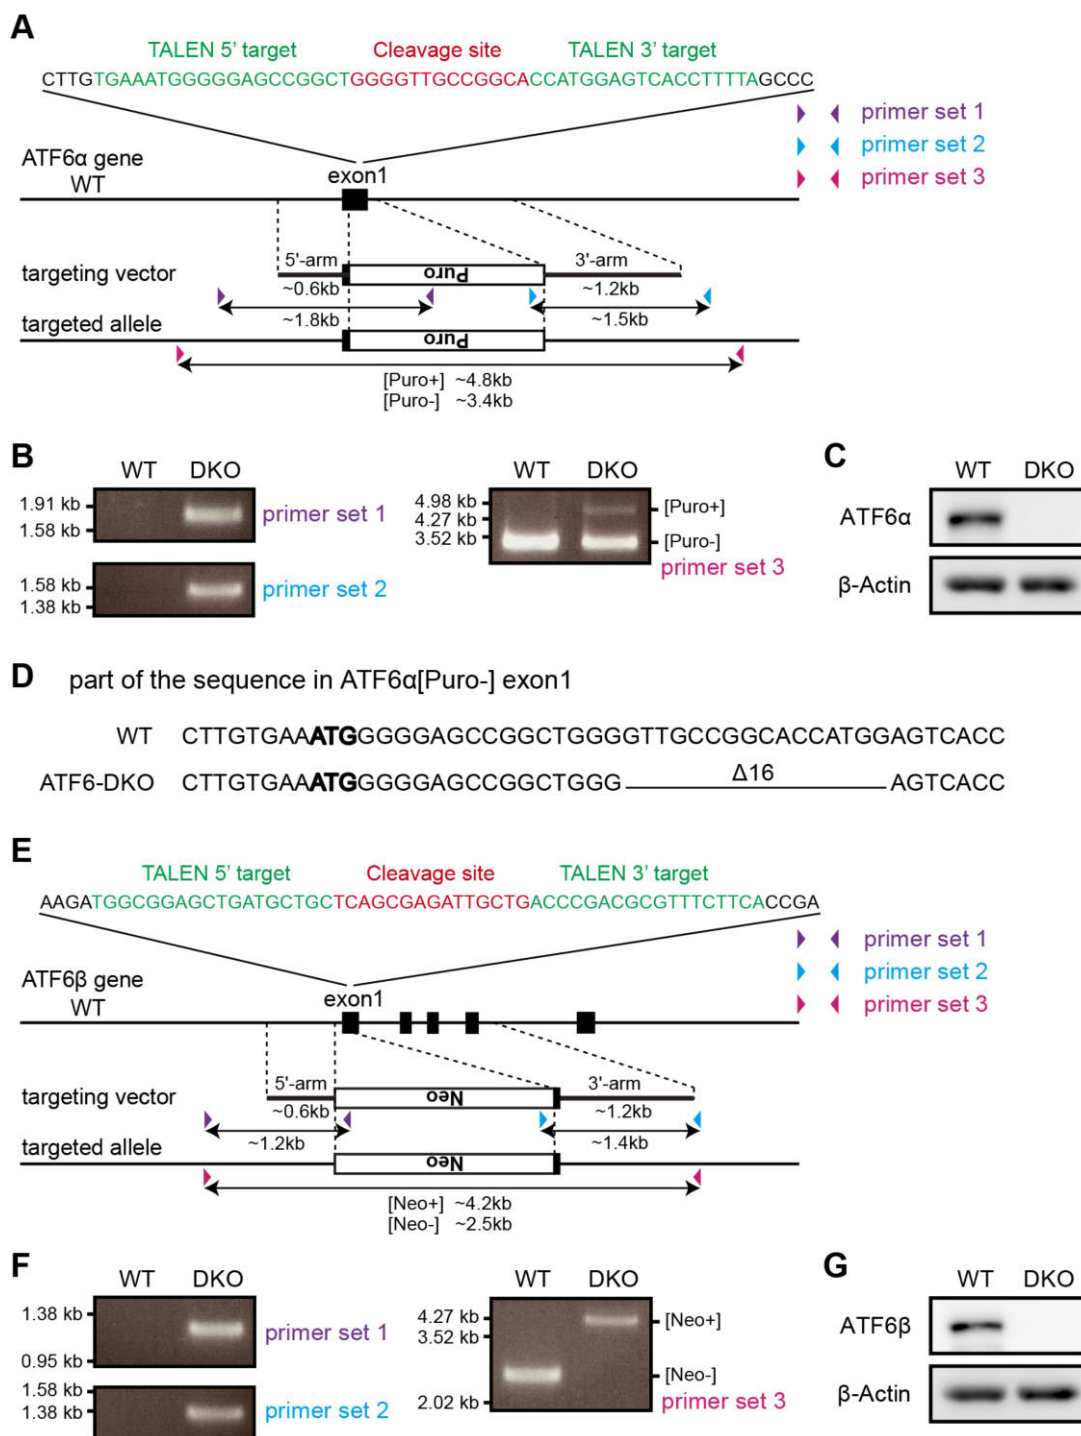 A
TALEN 5' target Cleavage site TALEN 3' target
CTTGTGAAATGGGGGAGCCGGCTGGGGTTGCCGGCACCATGGAGTCACCTTTTAGCCC
primer set 1
primer set 2
primer set 3
ATF6α gene
WT
exon1
5'-arm 3'-arm
targeting vector
Puro
~0.6kb ~1.2kb
~1.8kb ~1.5kb
targeted allele
Puro
[Puro+] ~4.8kb
[Puro-] ~3.4kb
B
WT DKO
1.91 kb
1.58 kb
primer set 1
1.58 kb
1.38 kb
primer set 2
WT DKO
4.98 kb
4.27 kb
3.52 kb
[Puro+]
[Puro-]
primer set 3
C
WT DKO
ATF6α
β-Actin
D part of the sequence in ATF6α[Puro-] exon1
WT CTTGTGAAATGGGGGAGCCGGCTGGGGTTGCCGGCACCATGGAGTCACC
ATF6-DKO CTTGTGAAATGGGGGAGCCGGCTGGG Δ16 AGTCACC
E
TALEN 5' target Cleavage site TALEN 3' target
AAGATGGCGGAGCTGATGCTGCTCAGCGAGATTGCTGACCCGACGCGTTTCTTCACCGA
primer set 1
primer set 2
primer set 3
ATF6β gene
WT
exon1
5'-arm 3'-arm
targeting vector
Neo
~0.6kb ~1.2kb
~1.2kb ~1.4kb
targeted allele
Neo
[Neo+] ~4.2kb
[Neo-] ~2.5kb
F
WT DKO
1.38 kb
0.95 kb
primer set 1
1.58 kb
1.38 kb
primer set 2
WT DKO
4.27 kb
3.52 kb
2.02 kb
[Neo+]
[Neo-]
primer set 3
G
WT DKO
ATF6β
β-Actin